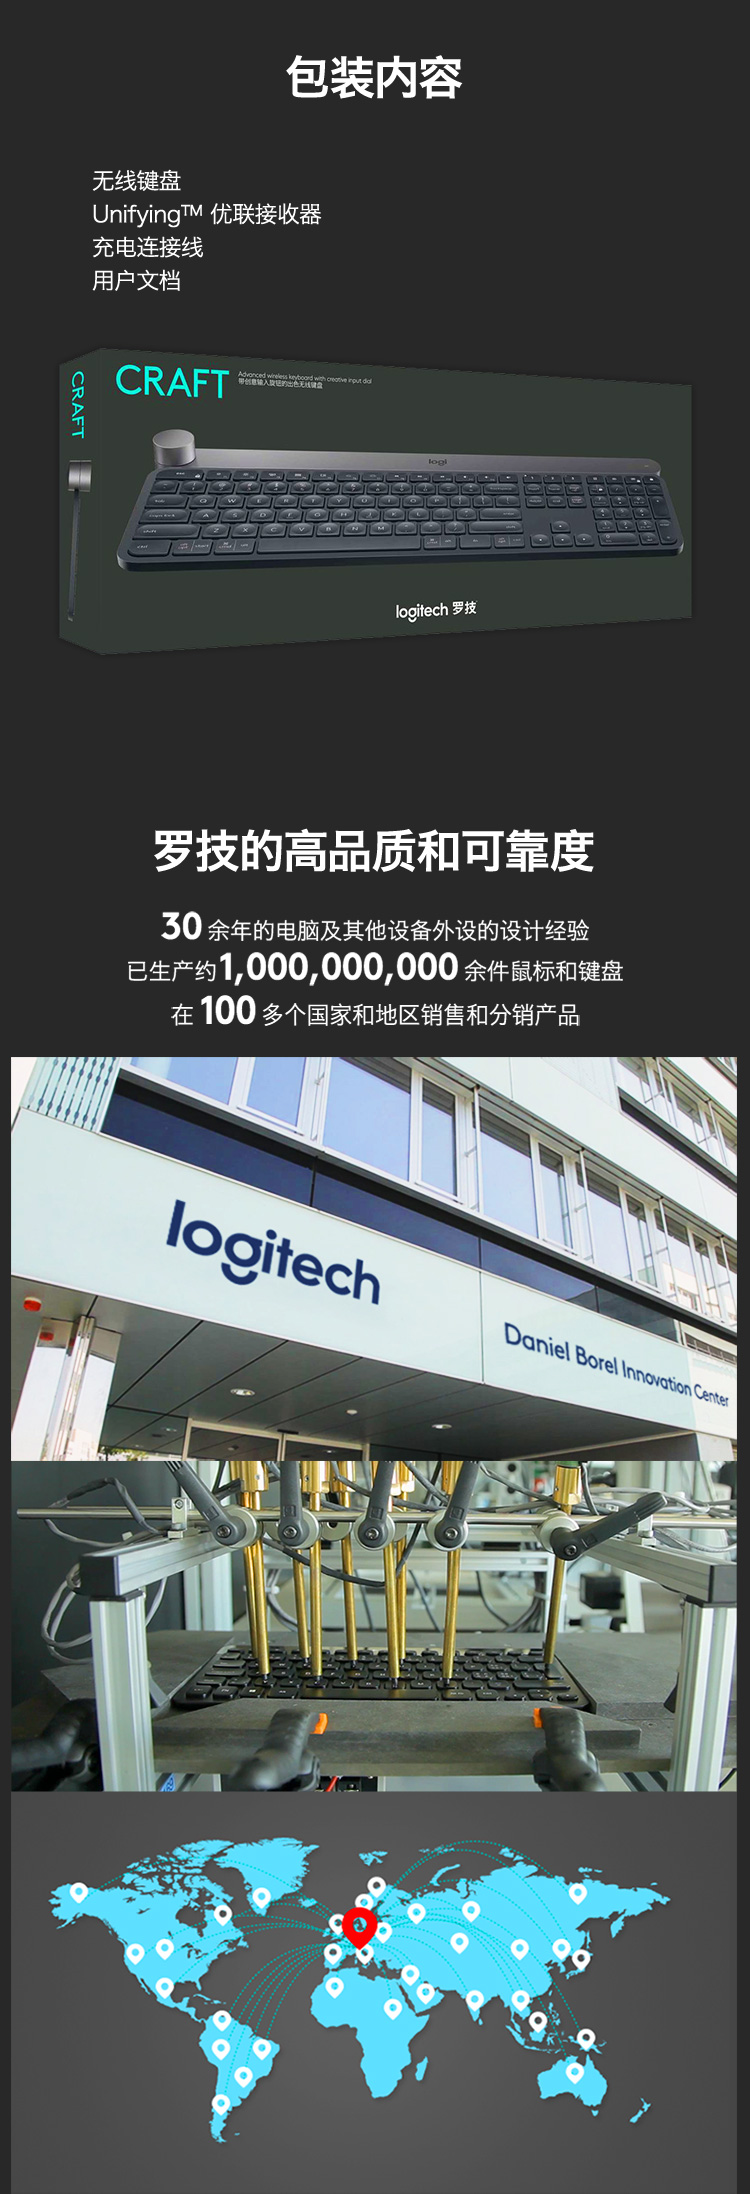 包装内容
无线键盘
Unifying™ 优联接收器
充电连接线
用户文档
CRAFT
CRAFT
Advanced wireless keyboard with creative input dial
带创意输入旋钮的出色无线键盘
logi
logitech 罗技
罗技的高品质和可靠度
30 余年的电脑及其他设备外设的设计经验
已生产约1,000,000,000 余件鼠标和键盘
在 100 多个国家和地区销售和分销产品
logitech
Daniel Borel Innovation Center